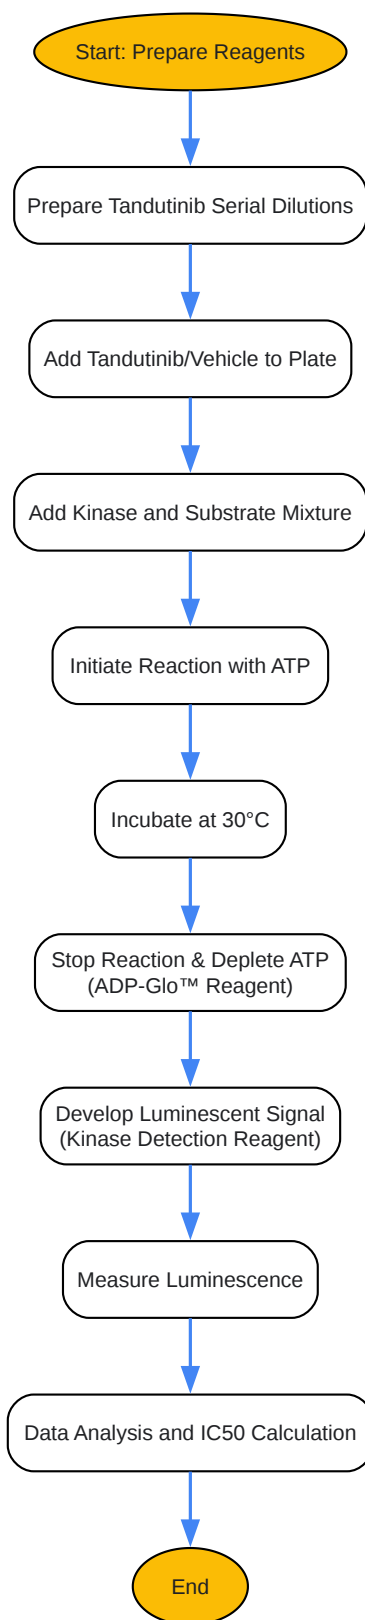 Start: Prepare Reagents
Prepare Tandutinib Serial Dilutions
Add Tandutinib/Vehicle to Plate
Add Kinase and Substrate Mixture
Initiate Reaction with ATP
Incubate at 30°C
Stop Reaction & Deplete ATP
(ADP-Glo™ Reagent)
Develop Luminescent Signal
(Kinase Detection Reagent)
Measure Luminescence
Data Analysis and IC50 Calculation
End